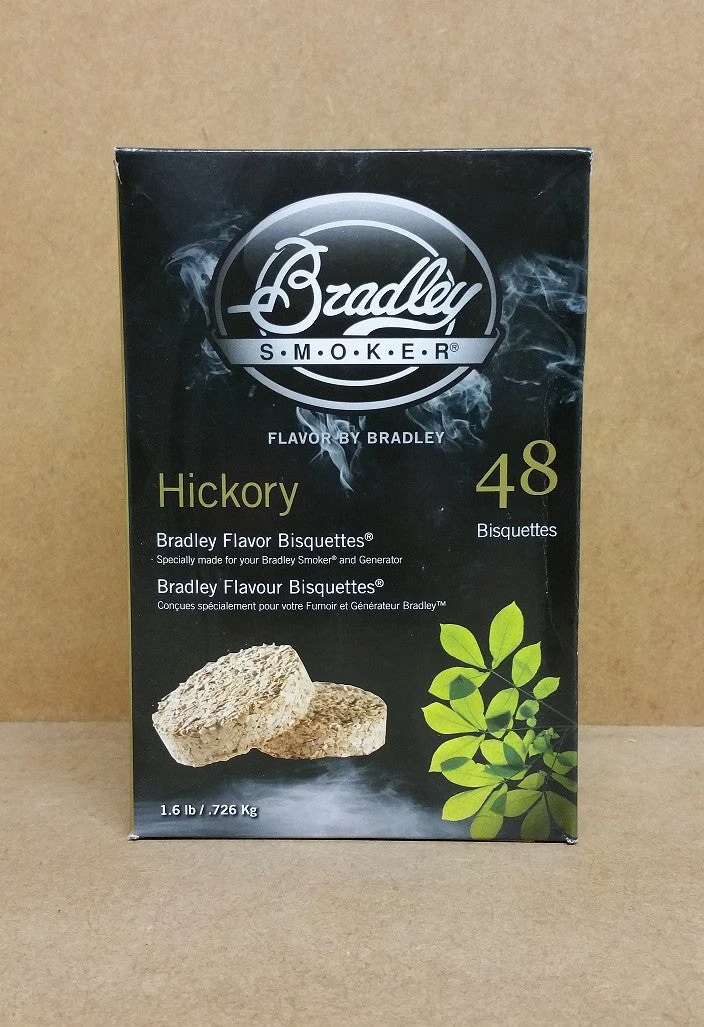 Bradley
S·M·O·K·E·R®
FLAVOR BY BRADLEY
Hickory
48
Bisquettes
Bradley Flavor Bisquettes®
Specially made for your Bradley Smoker® and Generator
Bradley Flavour Bisquettes®
Conçues spécialement pour votre Fumoir et Générateur Bradley™
1.6 lb / .726 Kg